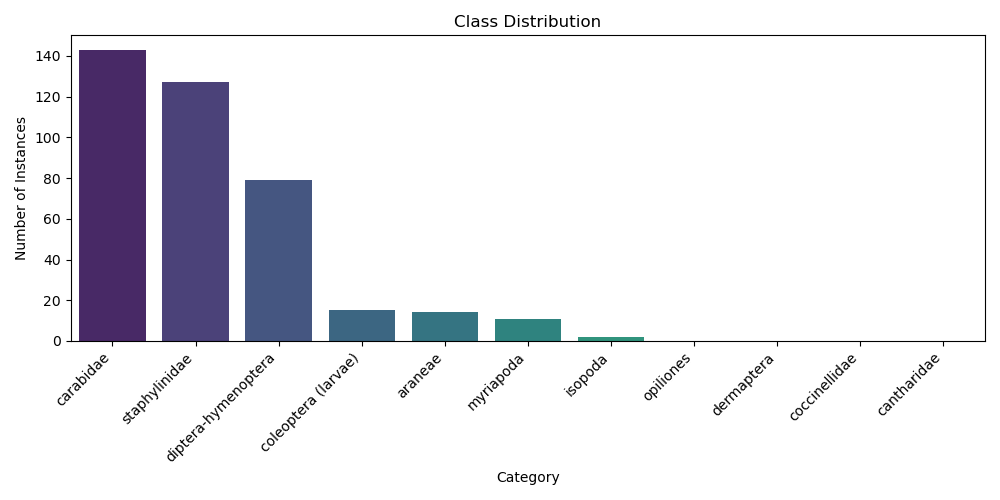 Class Distribution
Number of Instances
140
120
100
80
60
40
20
0
carabidae
staphylinidae
diptera-hymenoptera
coleoptera (larvae)
araneae
myriapoda
isopoda
opiliones
dermaptera
coccinellidae
cantharidae
Category